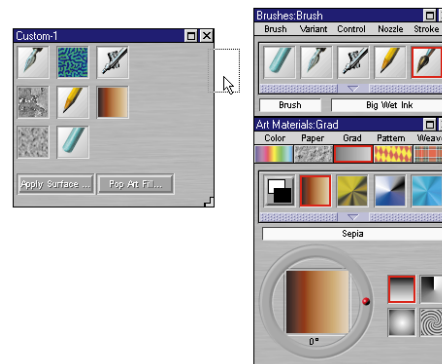 Custom-1
Apply Surface ...
Pop Art Fill...
Brushes:Brush
Brush Variant Control Nozzle Stroke
Brush
Big Wet Ink
Art Materials:Grad
Color Paper Grad Pattern Weav
Sepia
0°